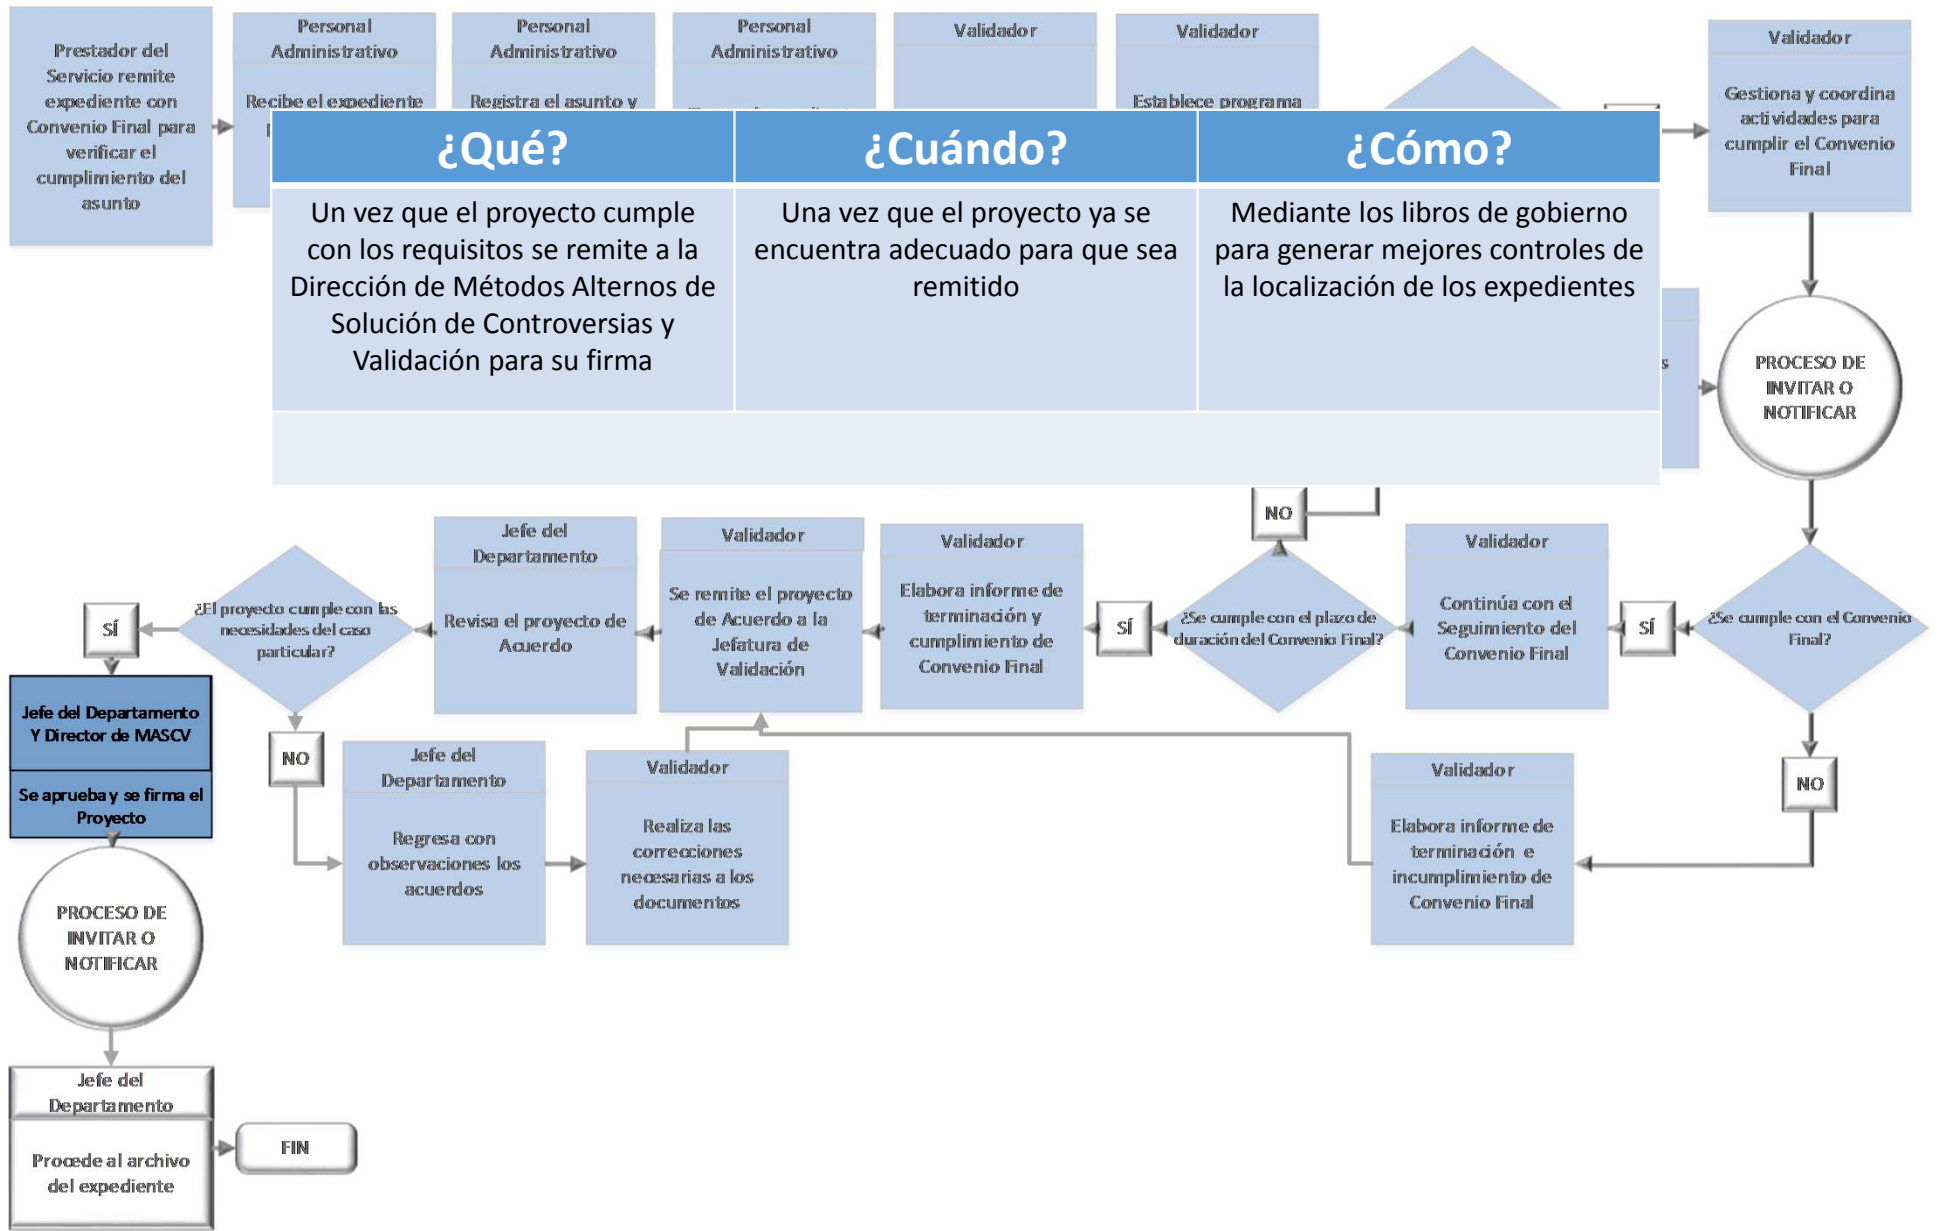 Prestador del
Servicio remite
expediente con
Convenio Final para
verificar el
cumplimiento del
asunto
Personal
Administrativo
Recibe el expediente
Personal
Administrativo
Registra el asunto y
Personal
Administrativo
Validador
Validador
Establece programa
Validador
Gestiona y coordina
actividades para
cumplir el Convenio
Final
¿Qué?
¿Cuándo?
¿Cómo?
Un vez que el proyecto cumple
con los requisitos se remite a la
Dirección de Métodos Alternos de
Solución de Controversias y
Validación para su firma
Una vez que el proyecto ya se
encuentra adecuado para que sea
remitido
Mediante los libros de gobierno
para generar mejores controles de
la localización de los expedientes
PROCESO DE
INVITAR O
NOTIFICAR
¿Se cumple con el Convenio
Final?
SÍ
Validador
Continúa con el
Seguimiento del
Convenio Final
NO
¿Se cumple con el plazo de
duración del Convenio Final?
SÍ
Validador
Elabora informe de
terminación y
cumplimiento de
Convenio Final
Validador
Se remite el proyecto
de Acuerdo a la
Jefatura de
Validación
Jefe del
Departamento
Revisa el proyecto de
Acuerdo
¿El proyecto cumple con las
necesidades del caso
particular?
SÍ
Jefe del Departamento
Y Director de MASCV
Se aprueba y se firma el
Proyecto
NO
Jefe del
Departamento
Regresa con
observaciones los
acuerdos
Validador
Realiza las
correcciones
necesarias a los
documentos
Validador
Elabora informe de
terminación e
incumplimiento de
Convenio Final
NO
PROCESO DE
INVITAR O
NOTIFICAR
Jefe del
Departamento
Procede al archivo
del expediente
FIN